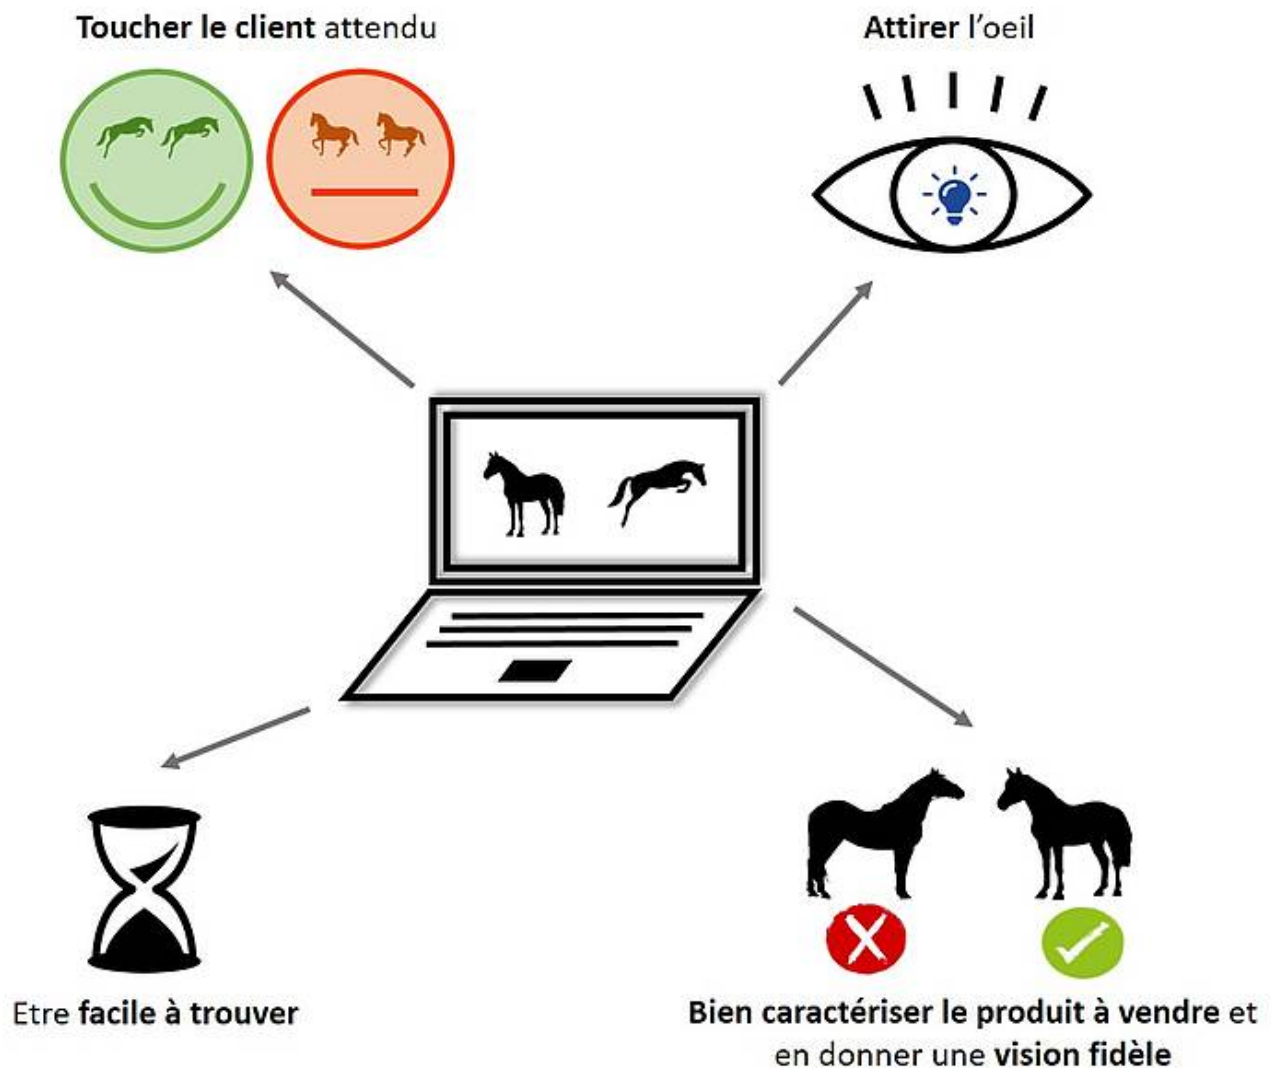 Toucher le client attendu
Attirer l'oeil
Etre facile à trouver
Bien caractériser le produit à vendre et
en donner une vision fidèle